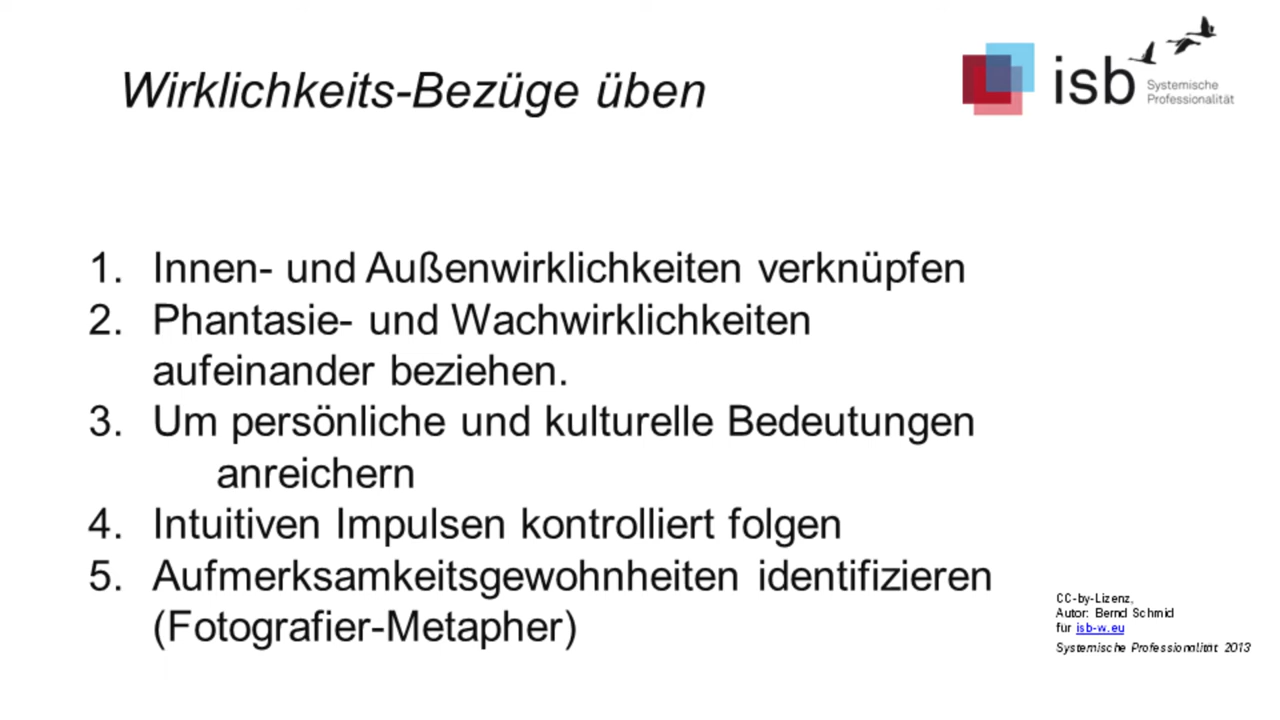 Wirklichkeits-Bezüge üben
isb
Systemische
Professionalität
1. Innen- und Außenwirklichkeiten verknüpfen
2. Phantasie- und Wachwirklichkeiten
aufeinander beziehen.
3. Um persönliche und kulturelle Bedeutungen
anreichern
4. Intuitiven Impulsen kontrolliert folgen
5. Aufmerksamkeitsgewohnheiten identifizieren
(Fotografier-Metapher)
CC-by-Lizenz,
Autor: Bernd Schmid
für isb-w.eu
Systemische Professionalität 2013